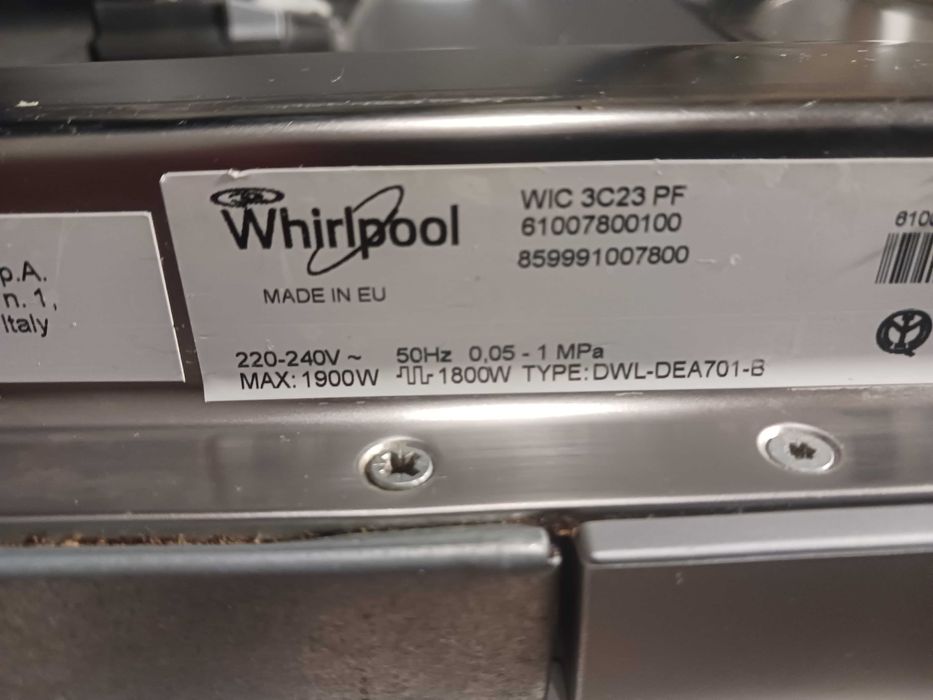 p.A.
n. 1,
Italy
Whirlpool
MADE IN EU
WIC 3C23 PF
61007800100
859991007800
220-240V ~ 50Hz 0,05 - 1 MPa
MAX: 1900W 1800W TYPE: DWL-DEA701-B
610